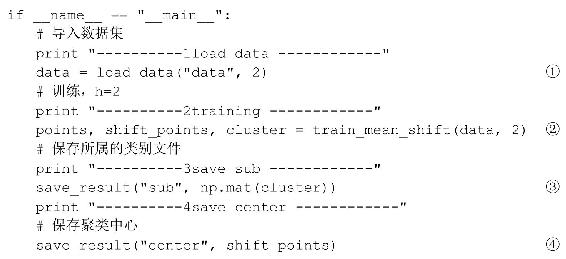 if __name__ == "__main__":
# 导入数据集
print "----------1load data ------------"
data = load_data("data", 2) ①
# 训练，h=2
print "----------2training ------------"
points, shift_points, cluster = train_mean_shift(data, 2) ②
# 保存所属的类别文件
print "----------3save sub ------------"
save_result("sub", np.mat(cluster)) ③
print "----------4save center ------------"
# 保存聚类中心
save_result("center", shift_points) ④